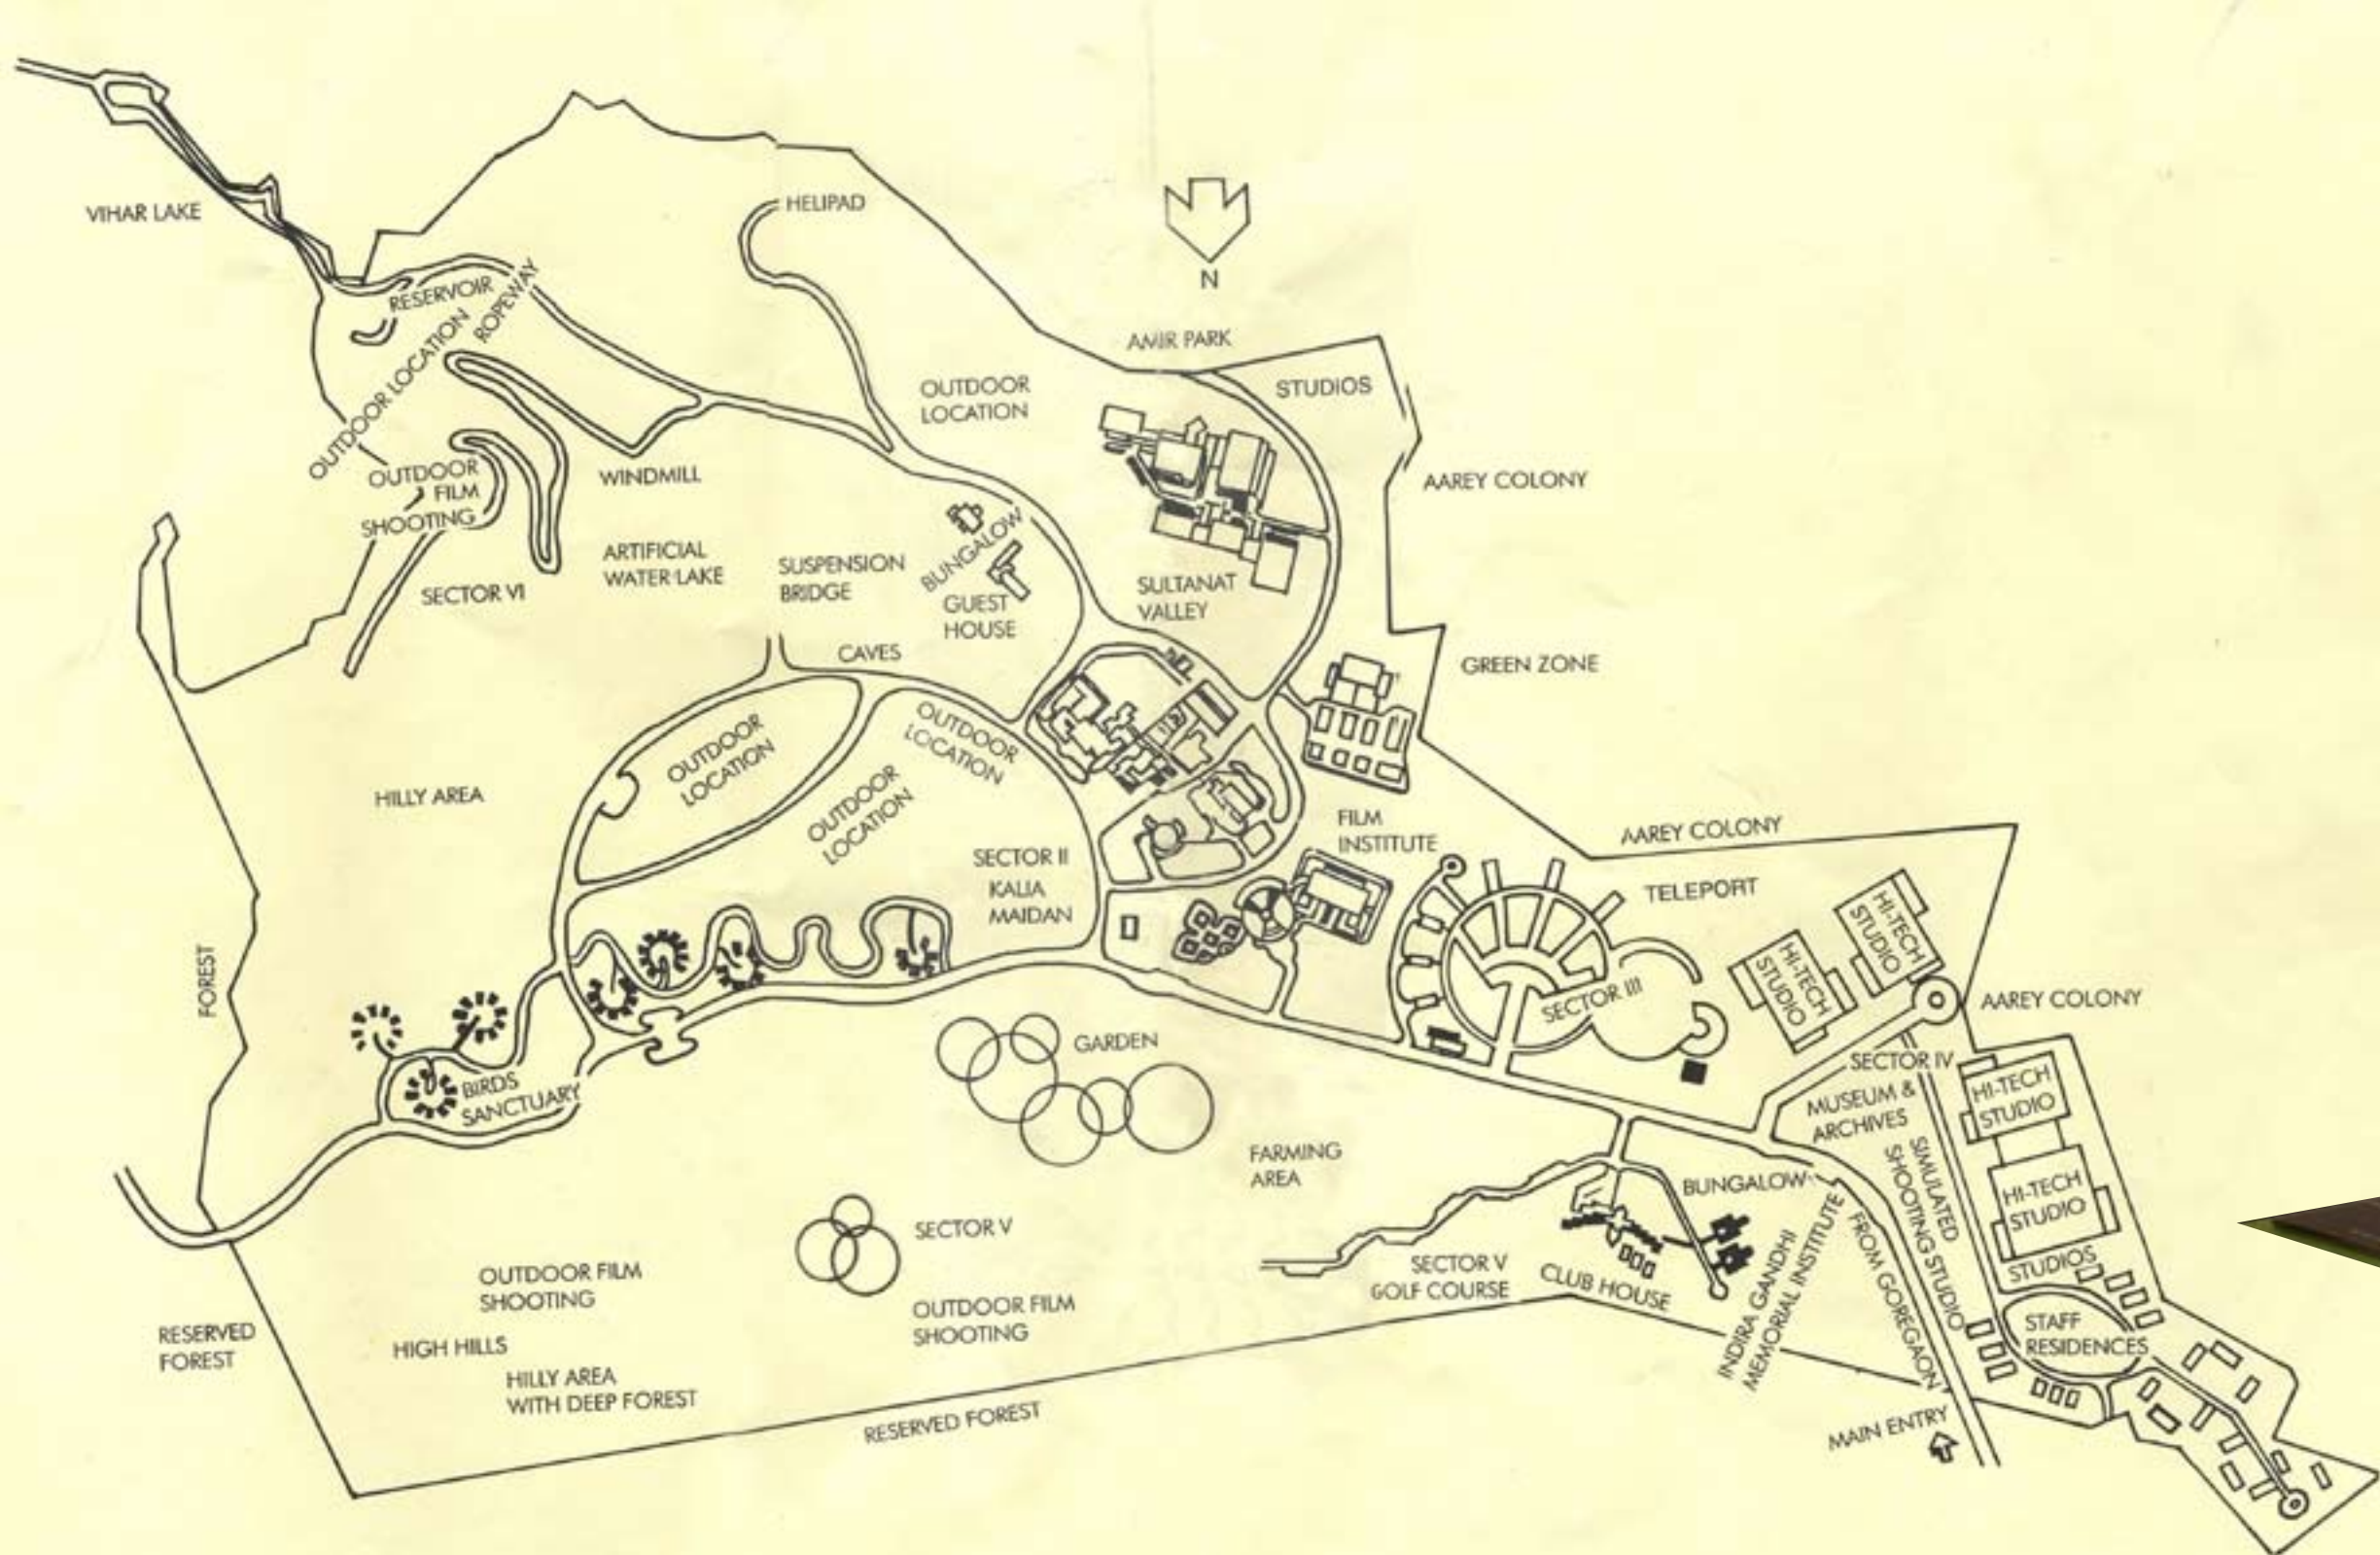 VIHAR LAKE
HELIPAD
N
RESERVOIR
ROPEWAY
OUTDOOR LOCATION
AMIR PARK
OUTDOOR
LOCATION
STUDIOS
OUTDOOR
FILM
SHOOTING
WINDMILL
AAREY COLONY
SECTOR VI
ARTIFICIAL
WATER LAKE
SUSPENSION
BRIDGE
BUNGALOW
GUEST
HOUSE
SULTANAT
VALLEY
CAVES
GREEN ZONE
HILLY AREA
OUTDOOR
LOCATION
OUTDOOR
LOCATION
OUTDOOR
LOCATION
FILM
INSTITUTE
AAREY COLONY
SECTOR II
KALIA
MAIDAN
TELEPORT
HI-TECH
STUDIO
HI-TECH
STUDIO
FOREST
SECTOR III
AAREY COLONY
GARDEN
BIRDS
SANCTUARY
SECTOR IV
MUSEUM &
ARCHIVES
HI-TECH
STUDIO
FARMING
AREA
SIMULATED
SHOOTING STUDIO
BUNGALOW
HI-TECH
STUDIO
SECTOR V
SECTOR V
GOLF COURSE
CLUB HOUSE
INDIRA GANDHI
MEMORIAL INSTITUTE
FROM GOREGAON
STUDIOS
OUTDOOR FILM
SHOOTING
OUTDOOR FILM
SHOOTING
STAFF
RESIDENCES
RESERVED
FOREST
HIGH HILLS
HILLY AREA
WITH DEEP FOREST
RESERVED FOREST
MAIN ENTRY